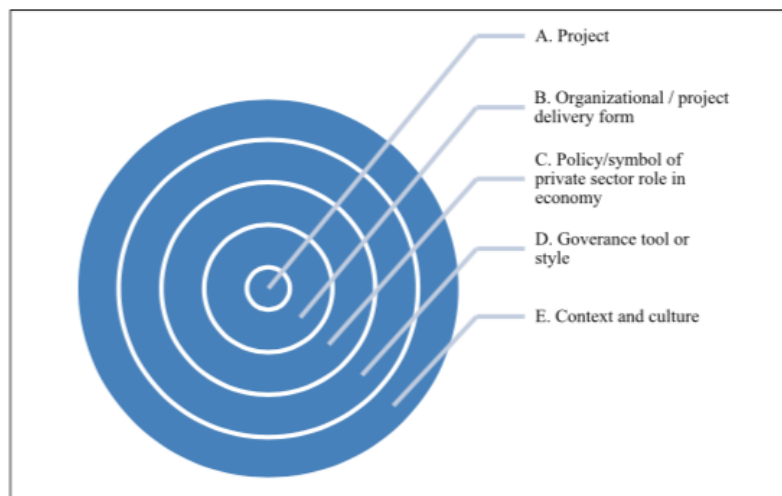 A. Project
B. Organizational / project
delivery form
C. Policy/symbol of
private sector role in
economy
D. Goverance tool or
style
E. Context and culture